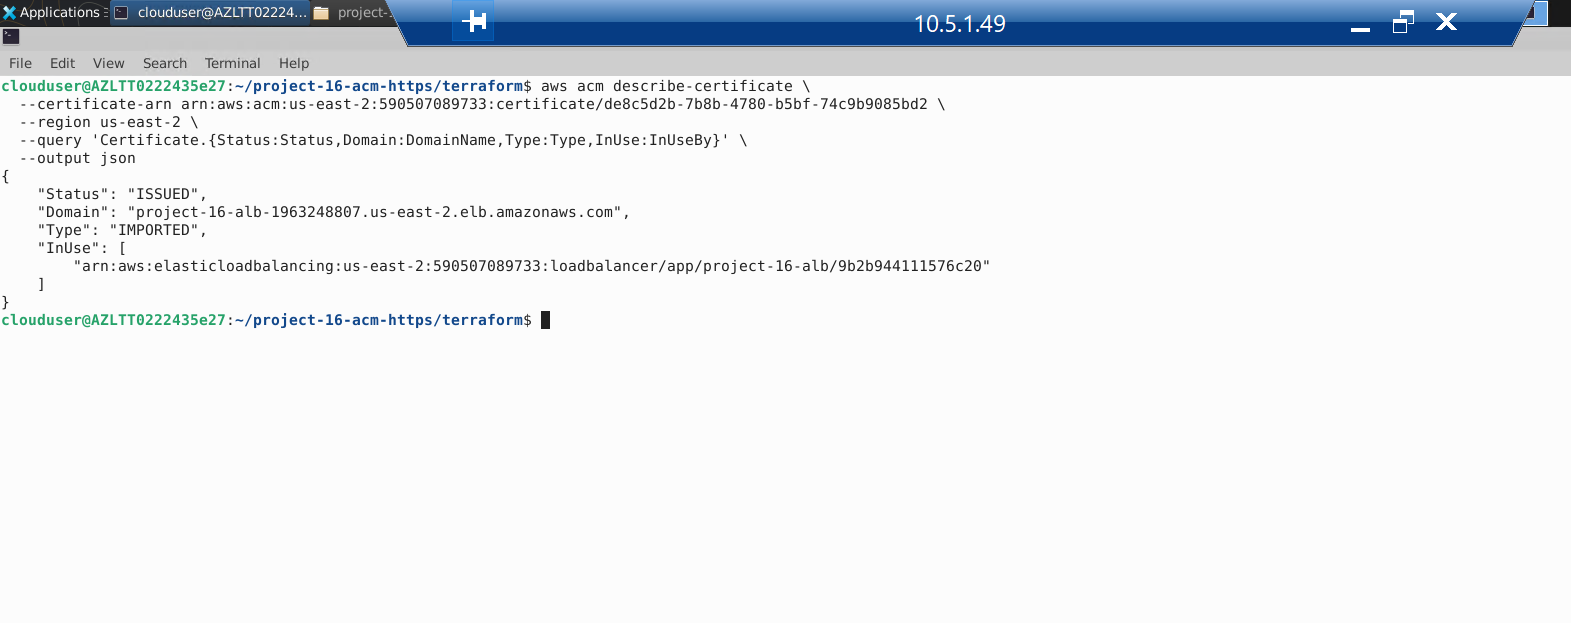 Applications
clouduser@AZLTT02224...
project-
10.5.1.49
File Edit View Search Terminal Help
clouduser@AZLTT0222435e27:~/project-16-acm-https/terraform$ aws acm describe-certificate \
  --certificate-arn arn:aws:acm:us-east-2:590507089733:certificate/de8c5d2b-7b8b-4780-b5bf-74c9b9085bd2 \
  --region us-east-2 \
  --query 'Certificate.{Status:Status,Domain:DomainName,Type:Type,InUse:InUseBy}' \
  --output json
{
    "Status": "ISSUED",
    "Domain": "project-16-alb-1963248807.us-east-2.elb.amazonaws.com",
    "Type": "IMPORTED",
    "InUse": [
        "arn:aws:elasticloadbalancing:us-east-2:590507089733:loadbalancer/app/project-16-alb/9b2b944111576c20"
    ]
}
clouduser@AZLTT0222435e27:~/project-16-acm-https/terraform$